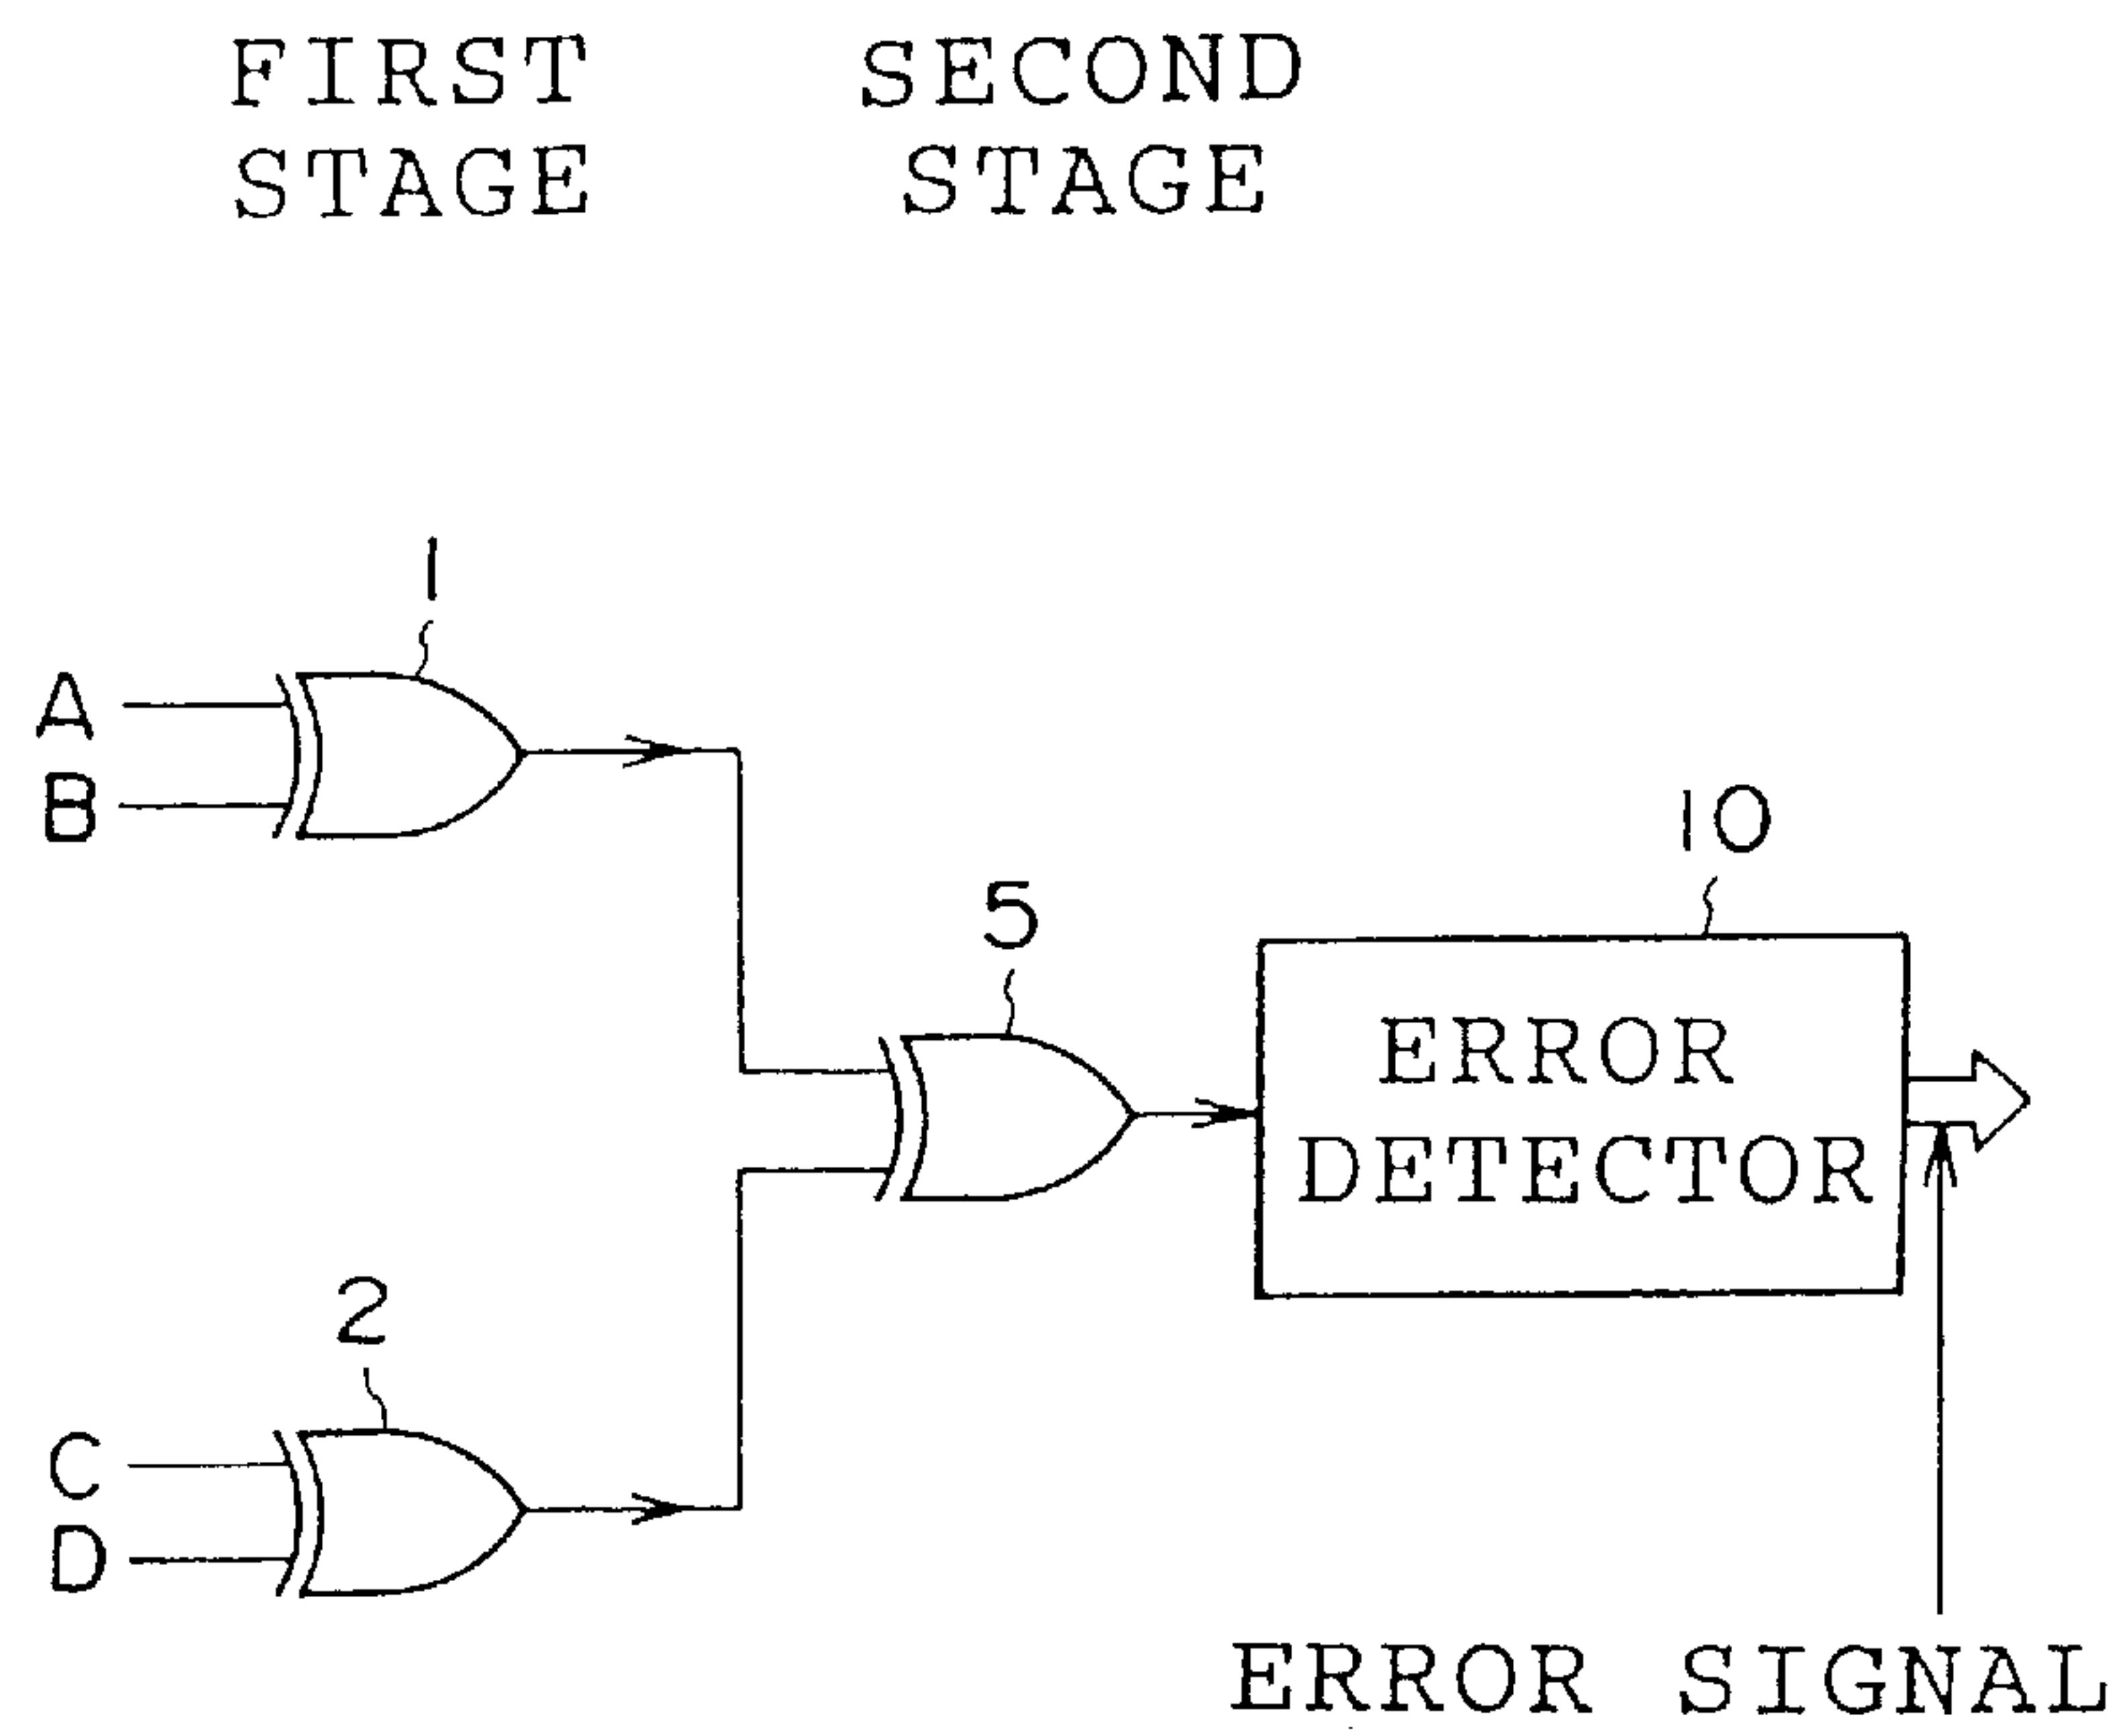 FIRST
STAGE
SECOND
STAGE
1
A
B
10
5
ERROR
DETECTOR
2
C
D
ERROR SIGNAL